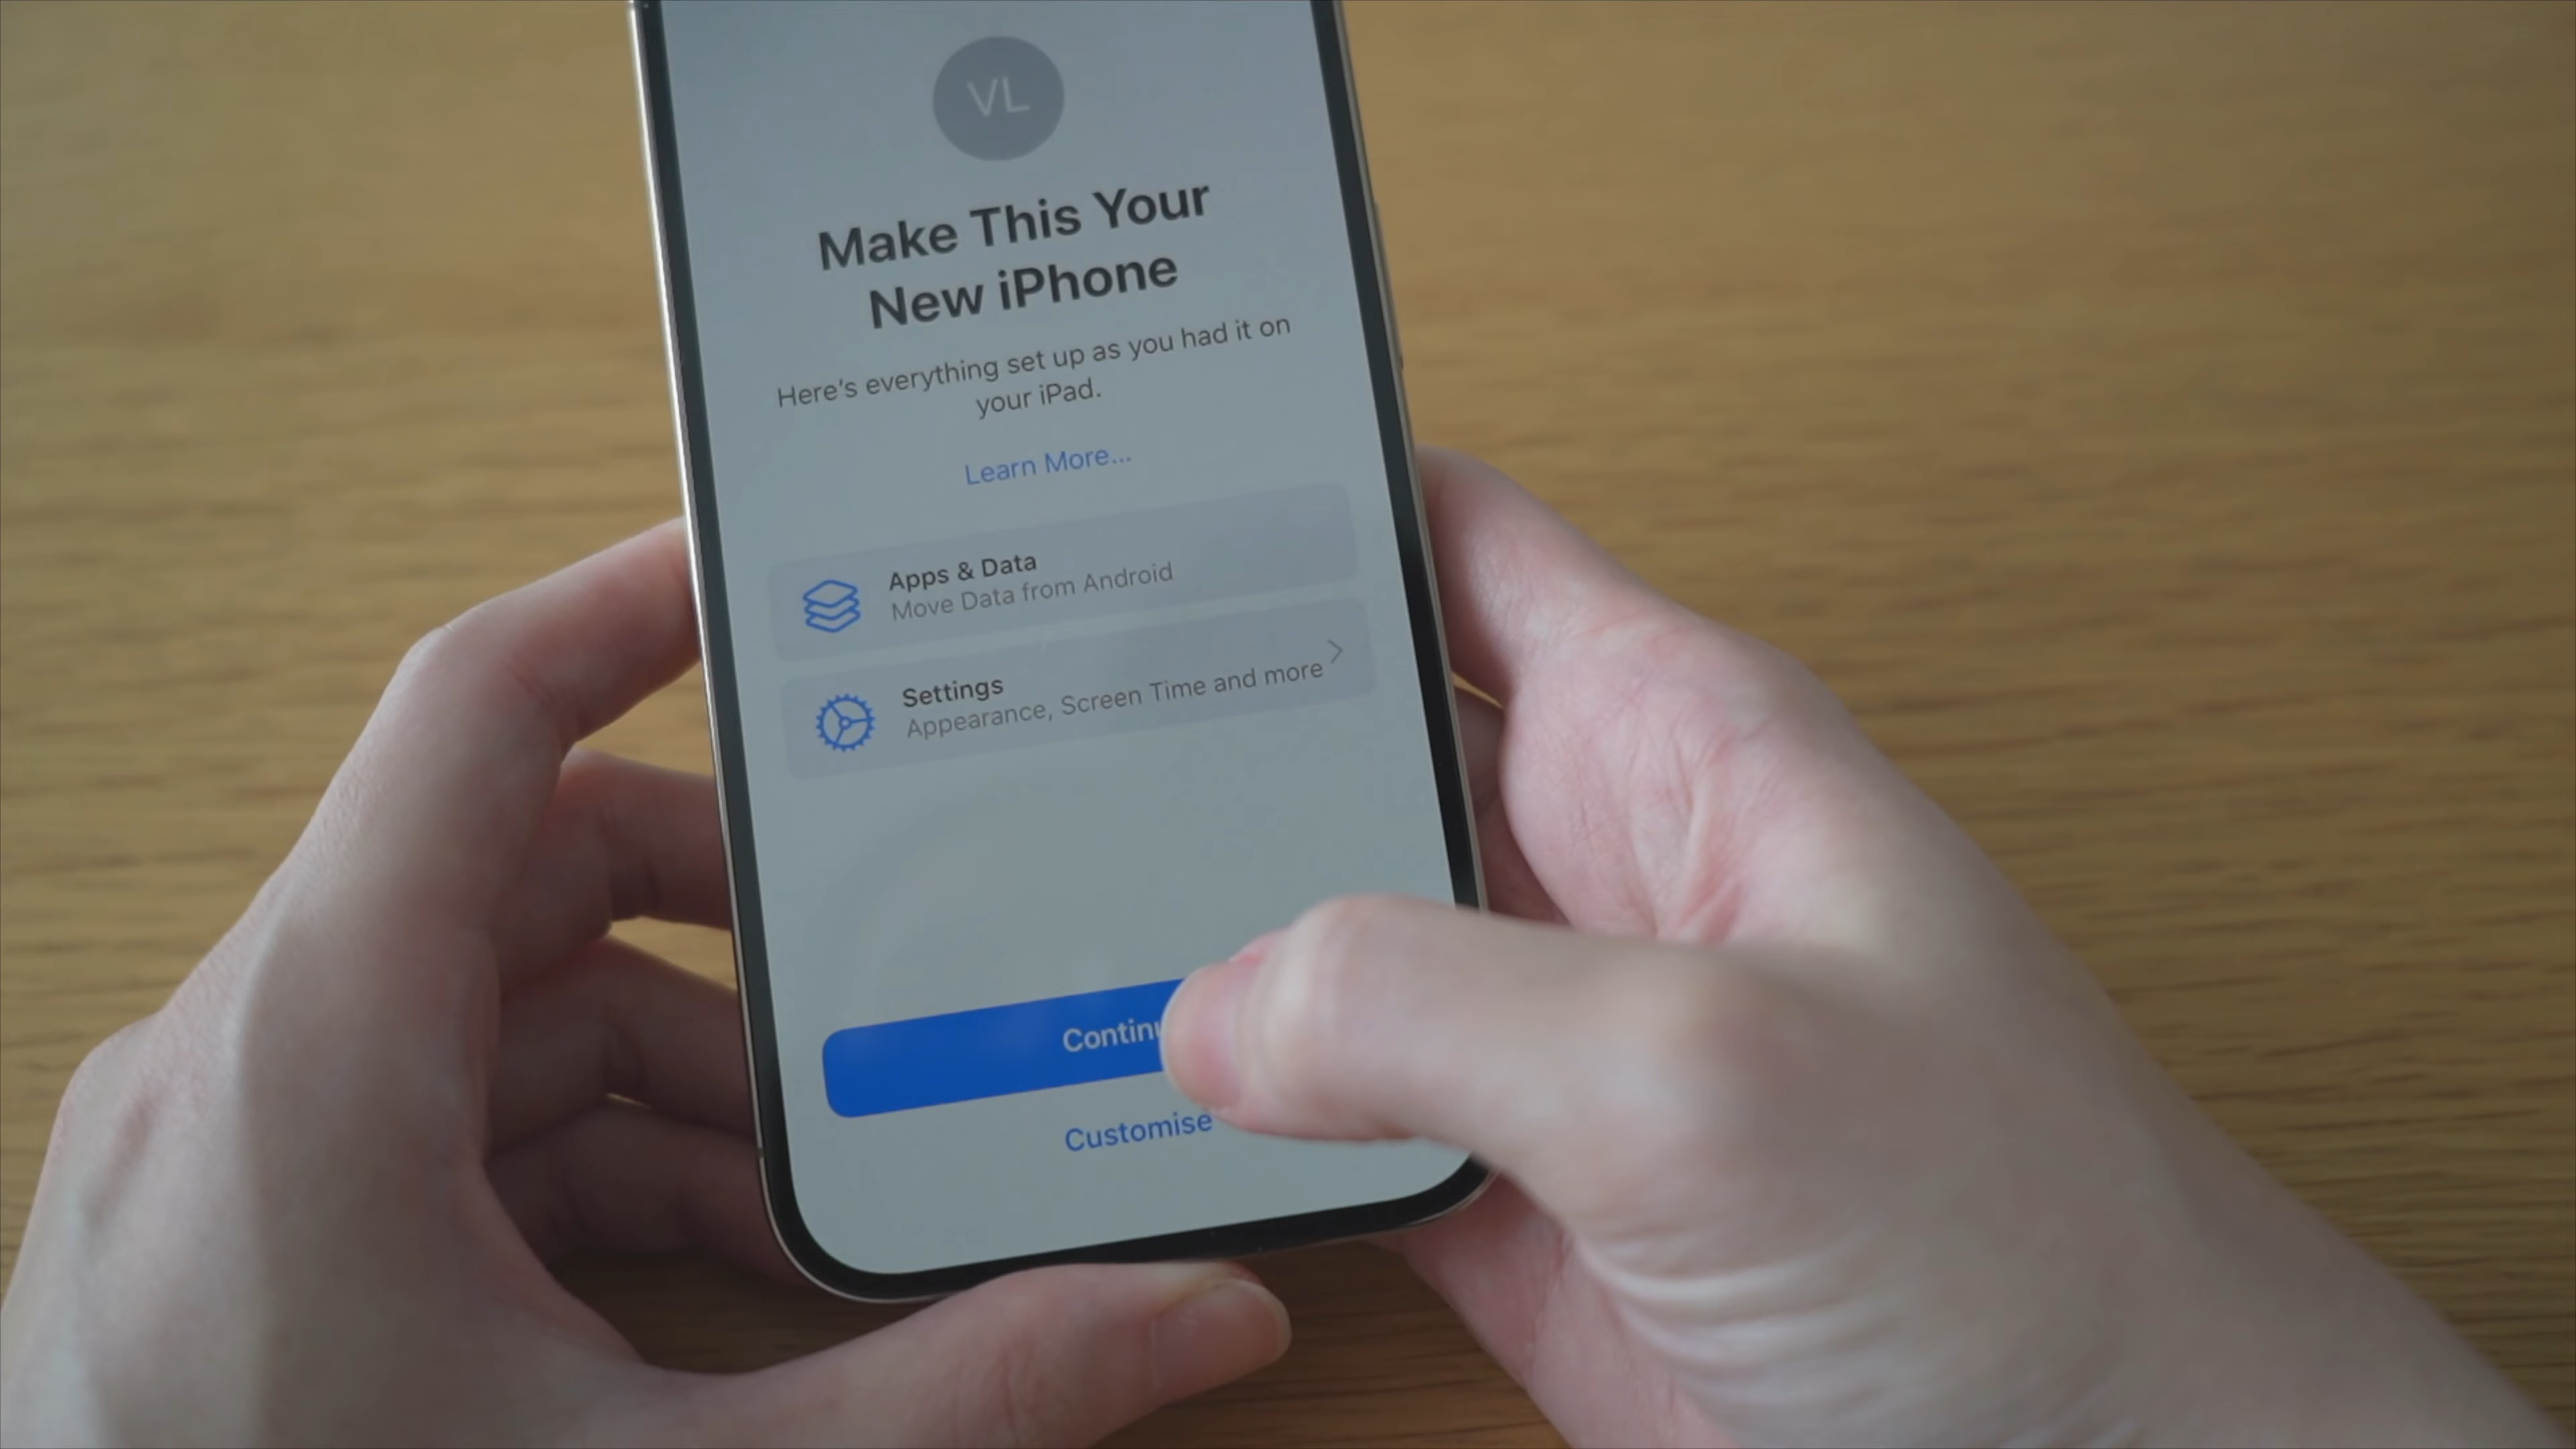 VL
Make This Your
New iPhone
Here's everything set up as you had it on
your iPad.
Learn More...
Apps & Data
Move Data from Android
Settings
Appearance, Screen Time and more
Contin
Customise